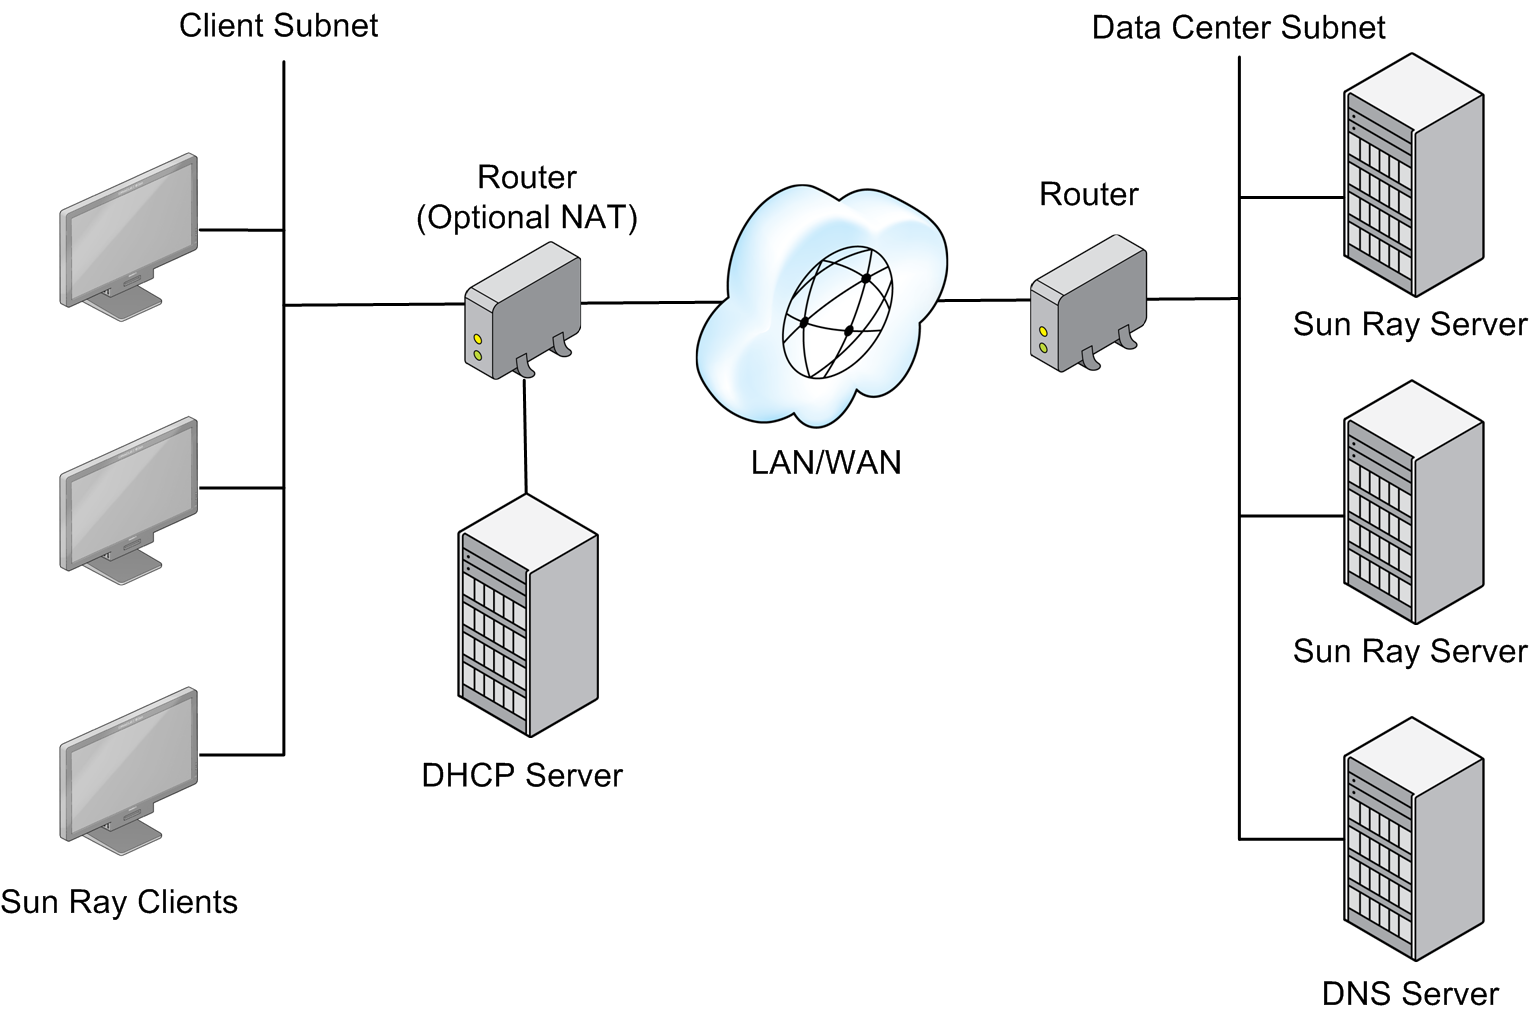 Client Subnet
Data Center Subnet
Router
(Optional NAT)
Router
Sun Ray Server
LAN/WAN
Sun Ray Server
DHCP Server
Sun Ray Clients
DNS Server